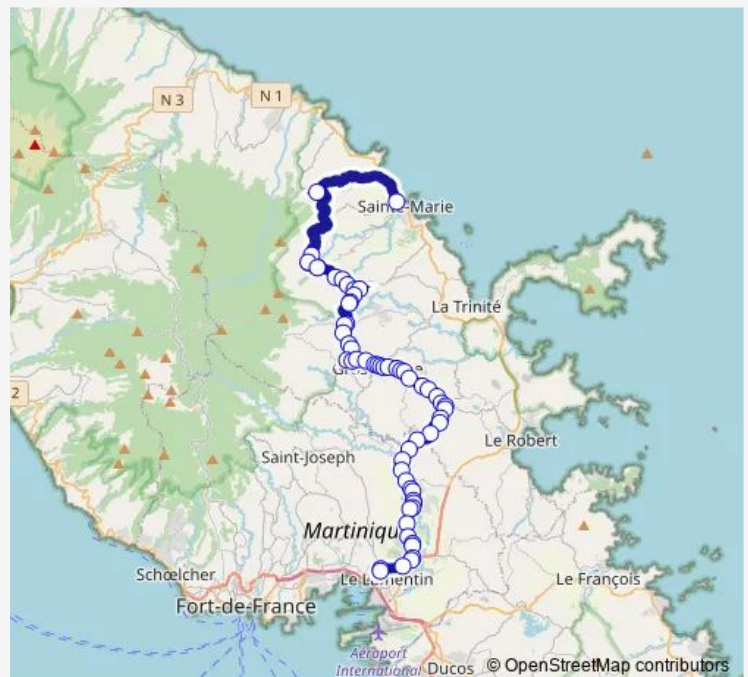 N 3
N 1
Sainte-Marie
La Trinité
2
Le Robert
Saint-Joseph
Martinique
Schœlcher
Le Lamentin
Le François
Fort-de-France
Aéroport
International
Ducos
© OpenStreetMap contributors